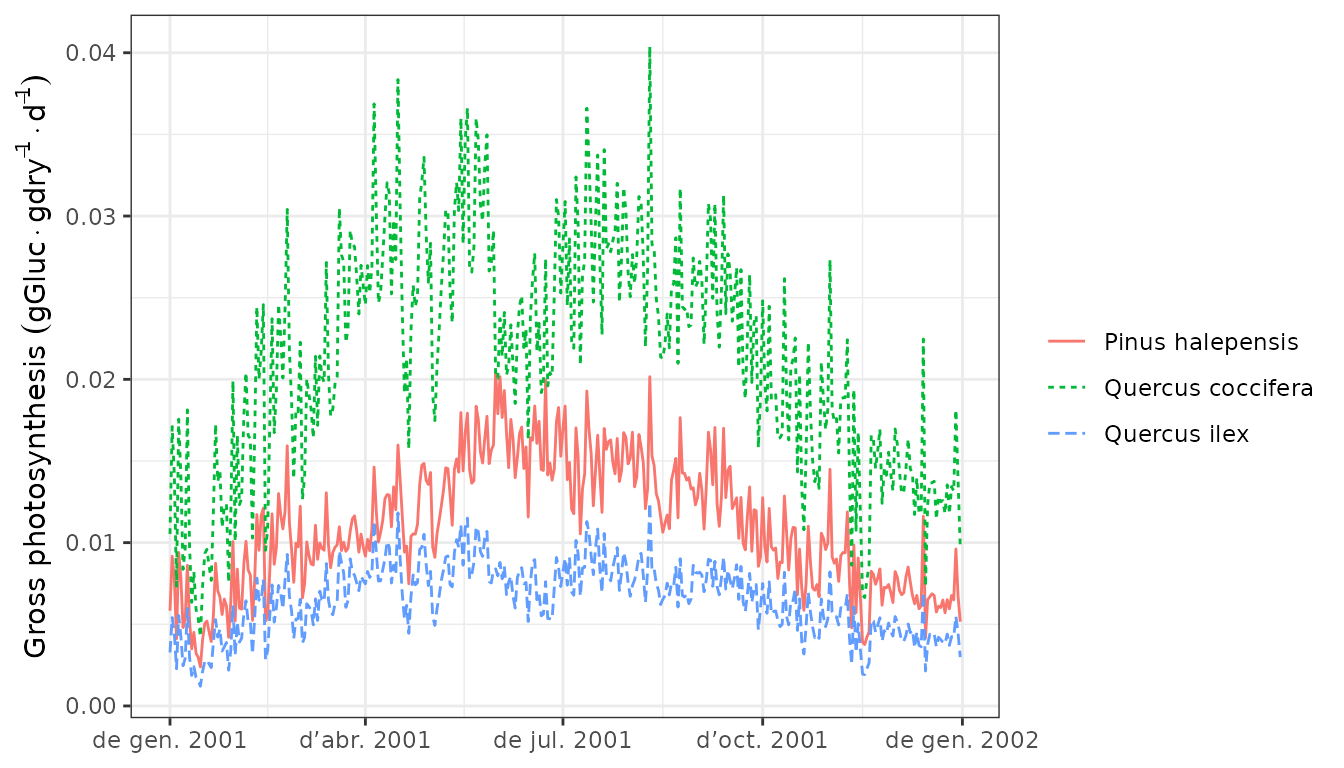 Gross photosynthesis (gGluc · gdry⁻¹ · d⁻¹)
0.04
0.03
0.02
0.01
0.00
de gen. 2001 d’abr. 2001 de jul. 2001 d’oct. 2001 de gen. 2002
Pinus halepensis
Quercus coccifera
Quercus ilex